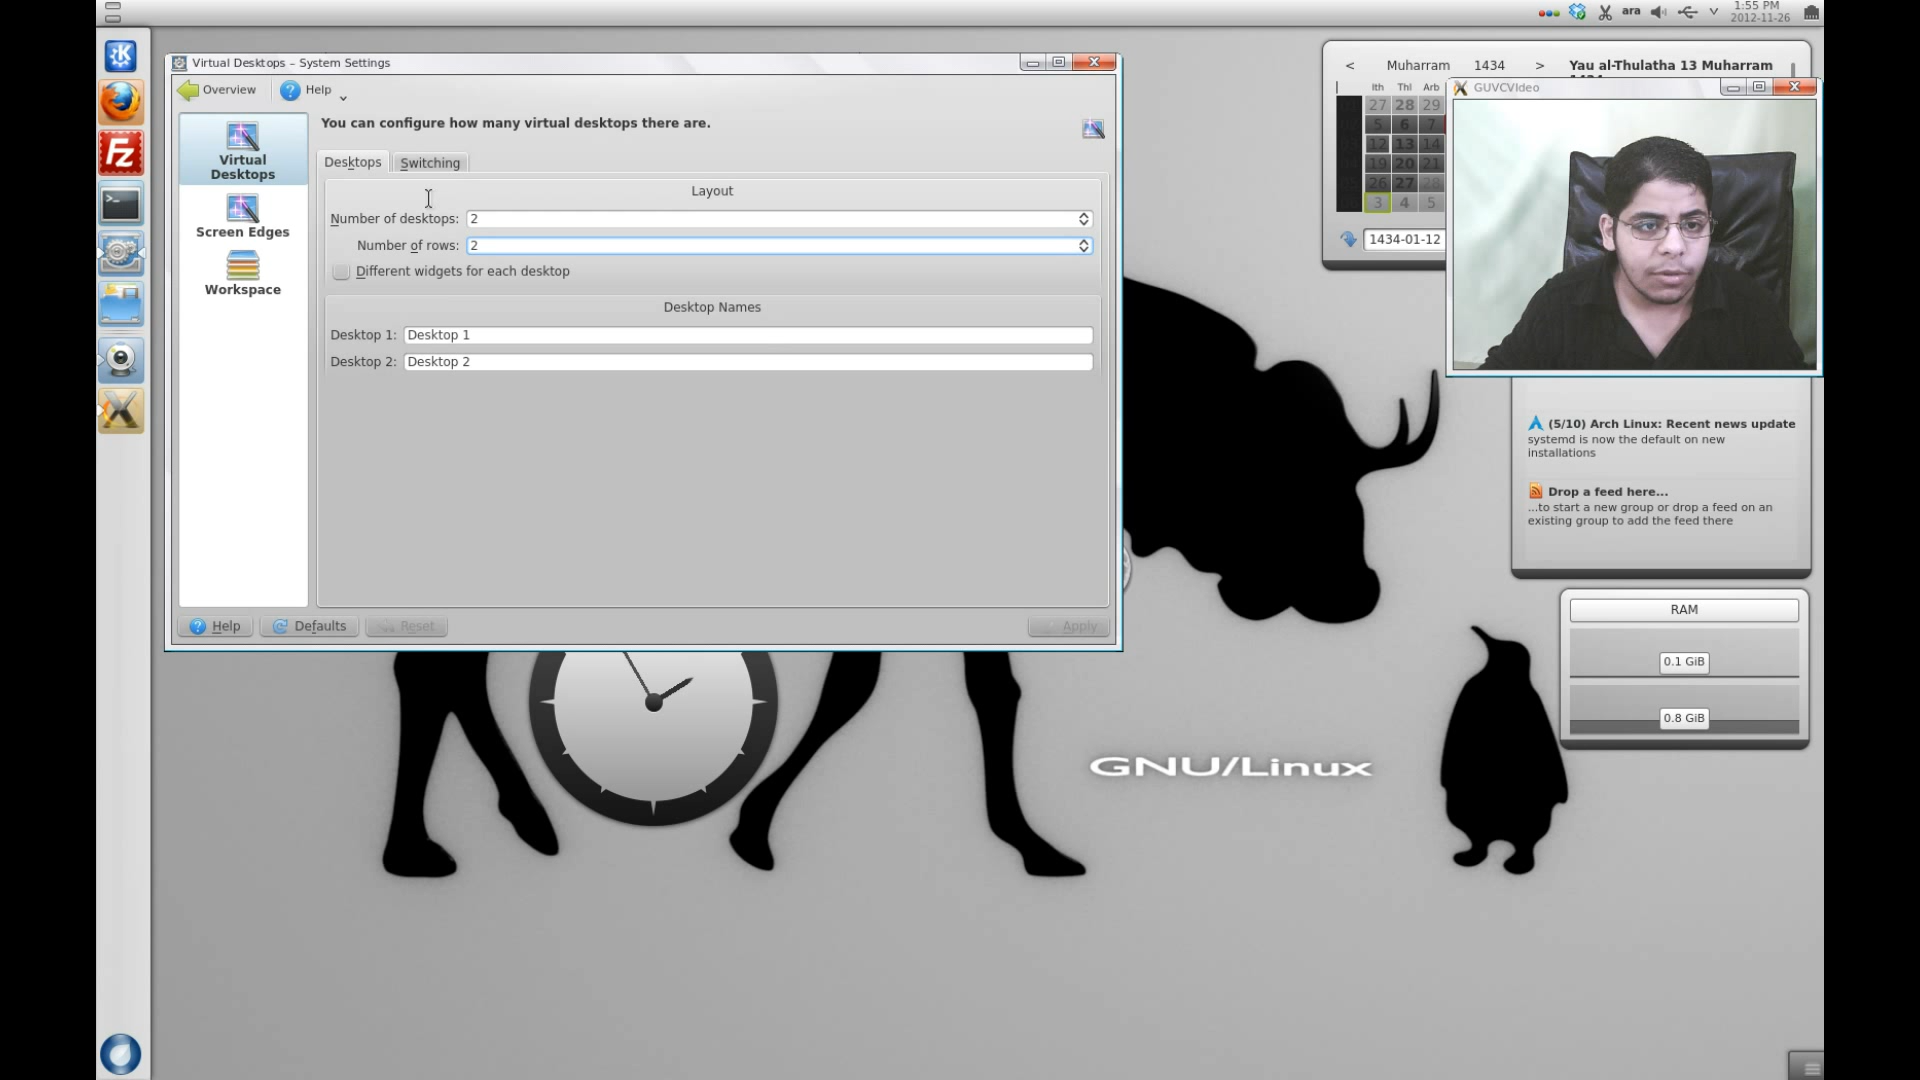 ara
1:55 PM
2012-11-26
Virtual Desktops – System Settings
Overview
Help
Virtual
Desktops
Screen Edges
Workspace
You can configure how many virtual desktops there are.
Desktops
Switching
Layout
Number of desktops: 2
Number of rows: 2
Different widgets for each desktop
Desktop Names
Desktop 1: Desktop 1
Desktop 2: Desktop 2
Help
Defaults
Reset
Apply
< Muharram 1434 >
Yau al-Thulatha 13 Muharram
Ith Thl Arb
27 28 29
5 6 7
12 13 14
19 20 21
26 27 28
3 4 5
1434-01-12
GUVCVideo
(5/10) Arch Linux: Recent news update
systemd is now the default on new
installations
Drop a feed here...
...to start a new group or drop a feed on an
existing group to add the feed there
RAM
0.1 GiB
0.8 GiB
GNU/Linux
Fz
>_